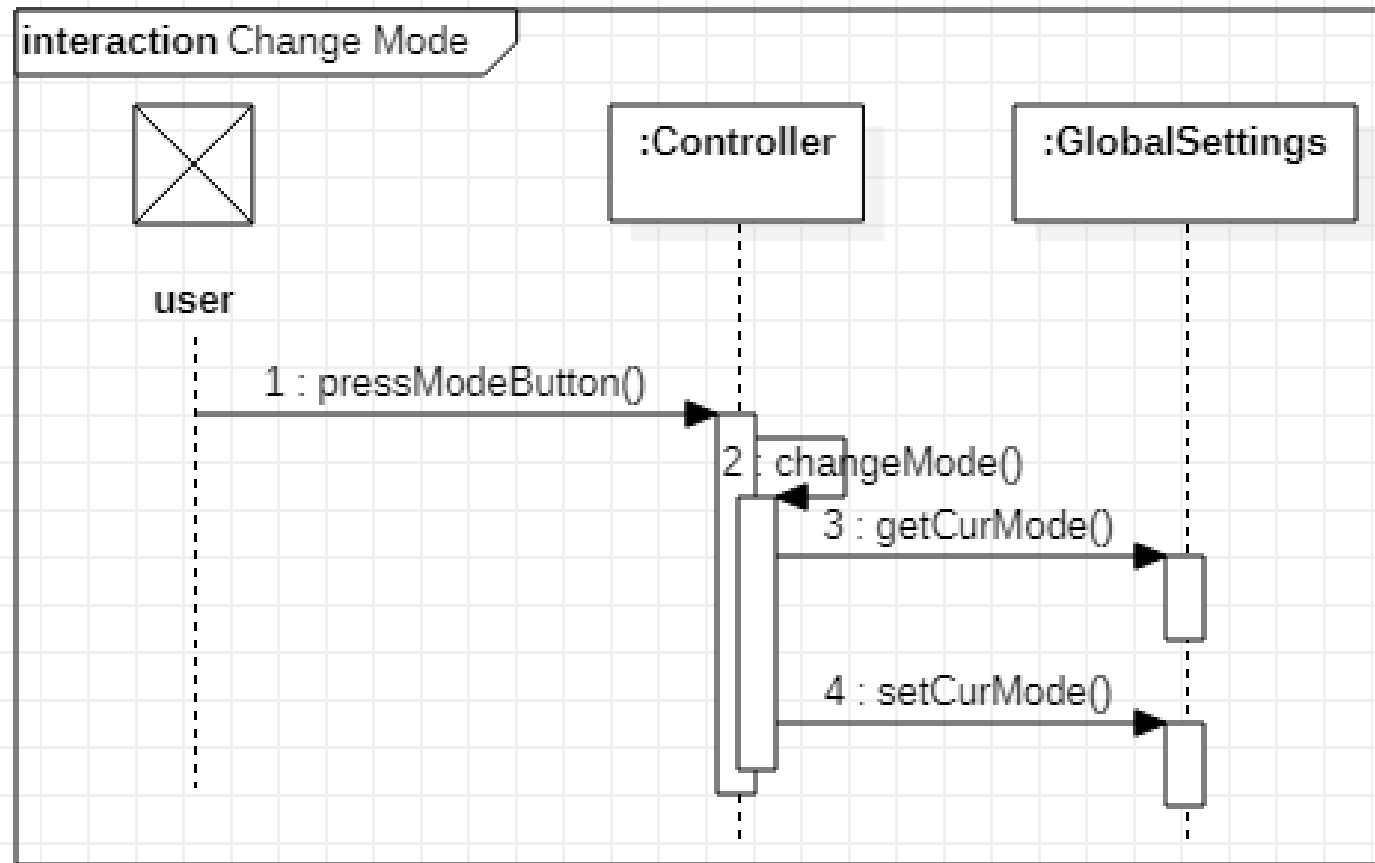 interaction Change Mode
:Controller
:GlobalSettings
user
1 : pressModeButton()
2 : changeMode()
3 : getCurMode()
4 : setCurMode()